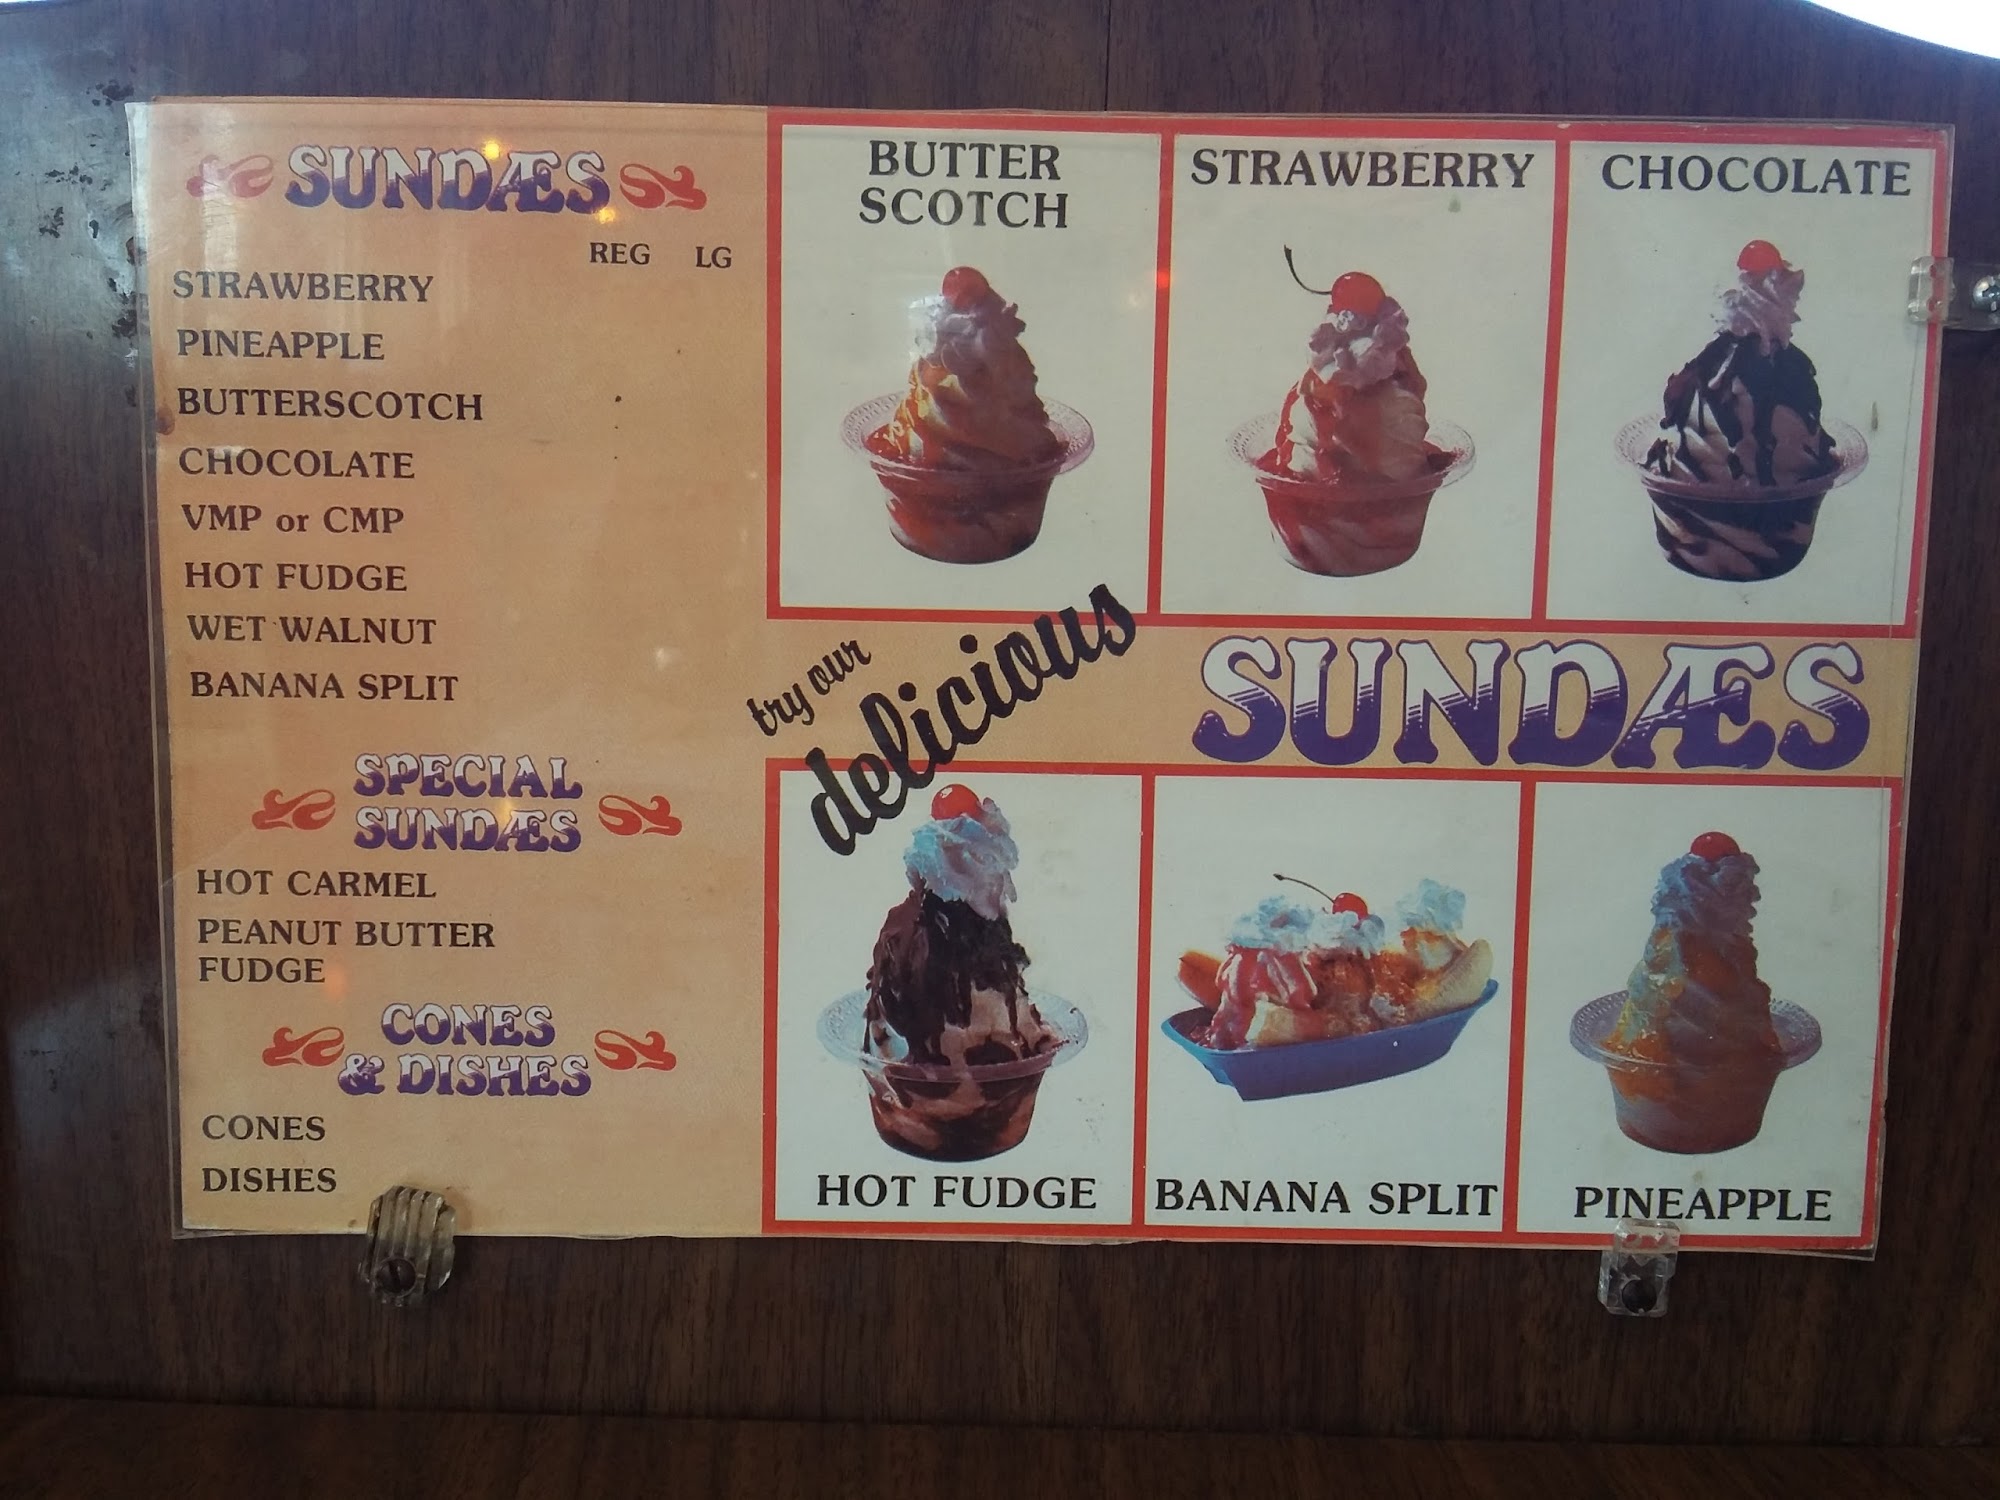 SUNDÆS
REG LG
STRAWBERRY
PINEAPPLE
BUTTERSCOTCH
CHOCOLATE
VMP or CMP
HOT FUDGE
WET WALNUT
BANANA SPLIT
SPECIAL
SUNDÆS
HOT CARMEL
PEANUT BUTTER
FUDGE
CONES
& DISHES
CONES
DISHES
BUTTER
SCOTCH
STRAWBERRY
CHOCOLATE
try our
delicious
SUNDÆS
HOT FUDGE
BANANA SPLIT
PINEAPPLE